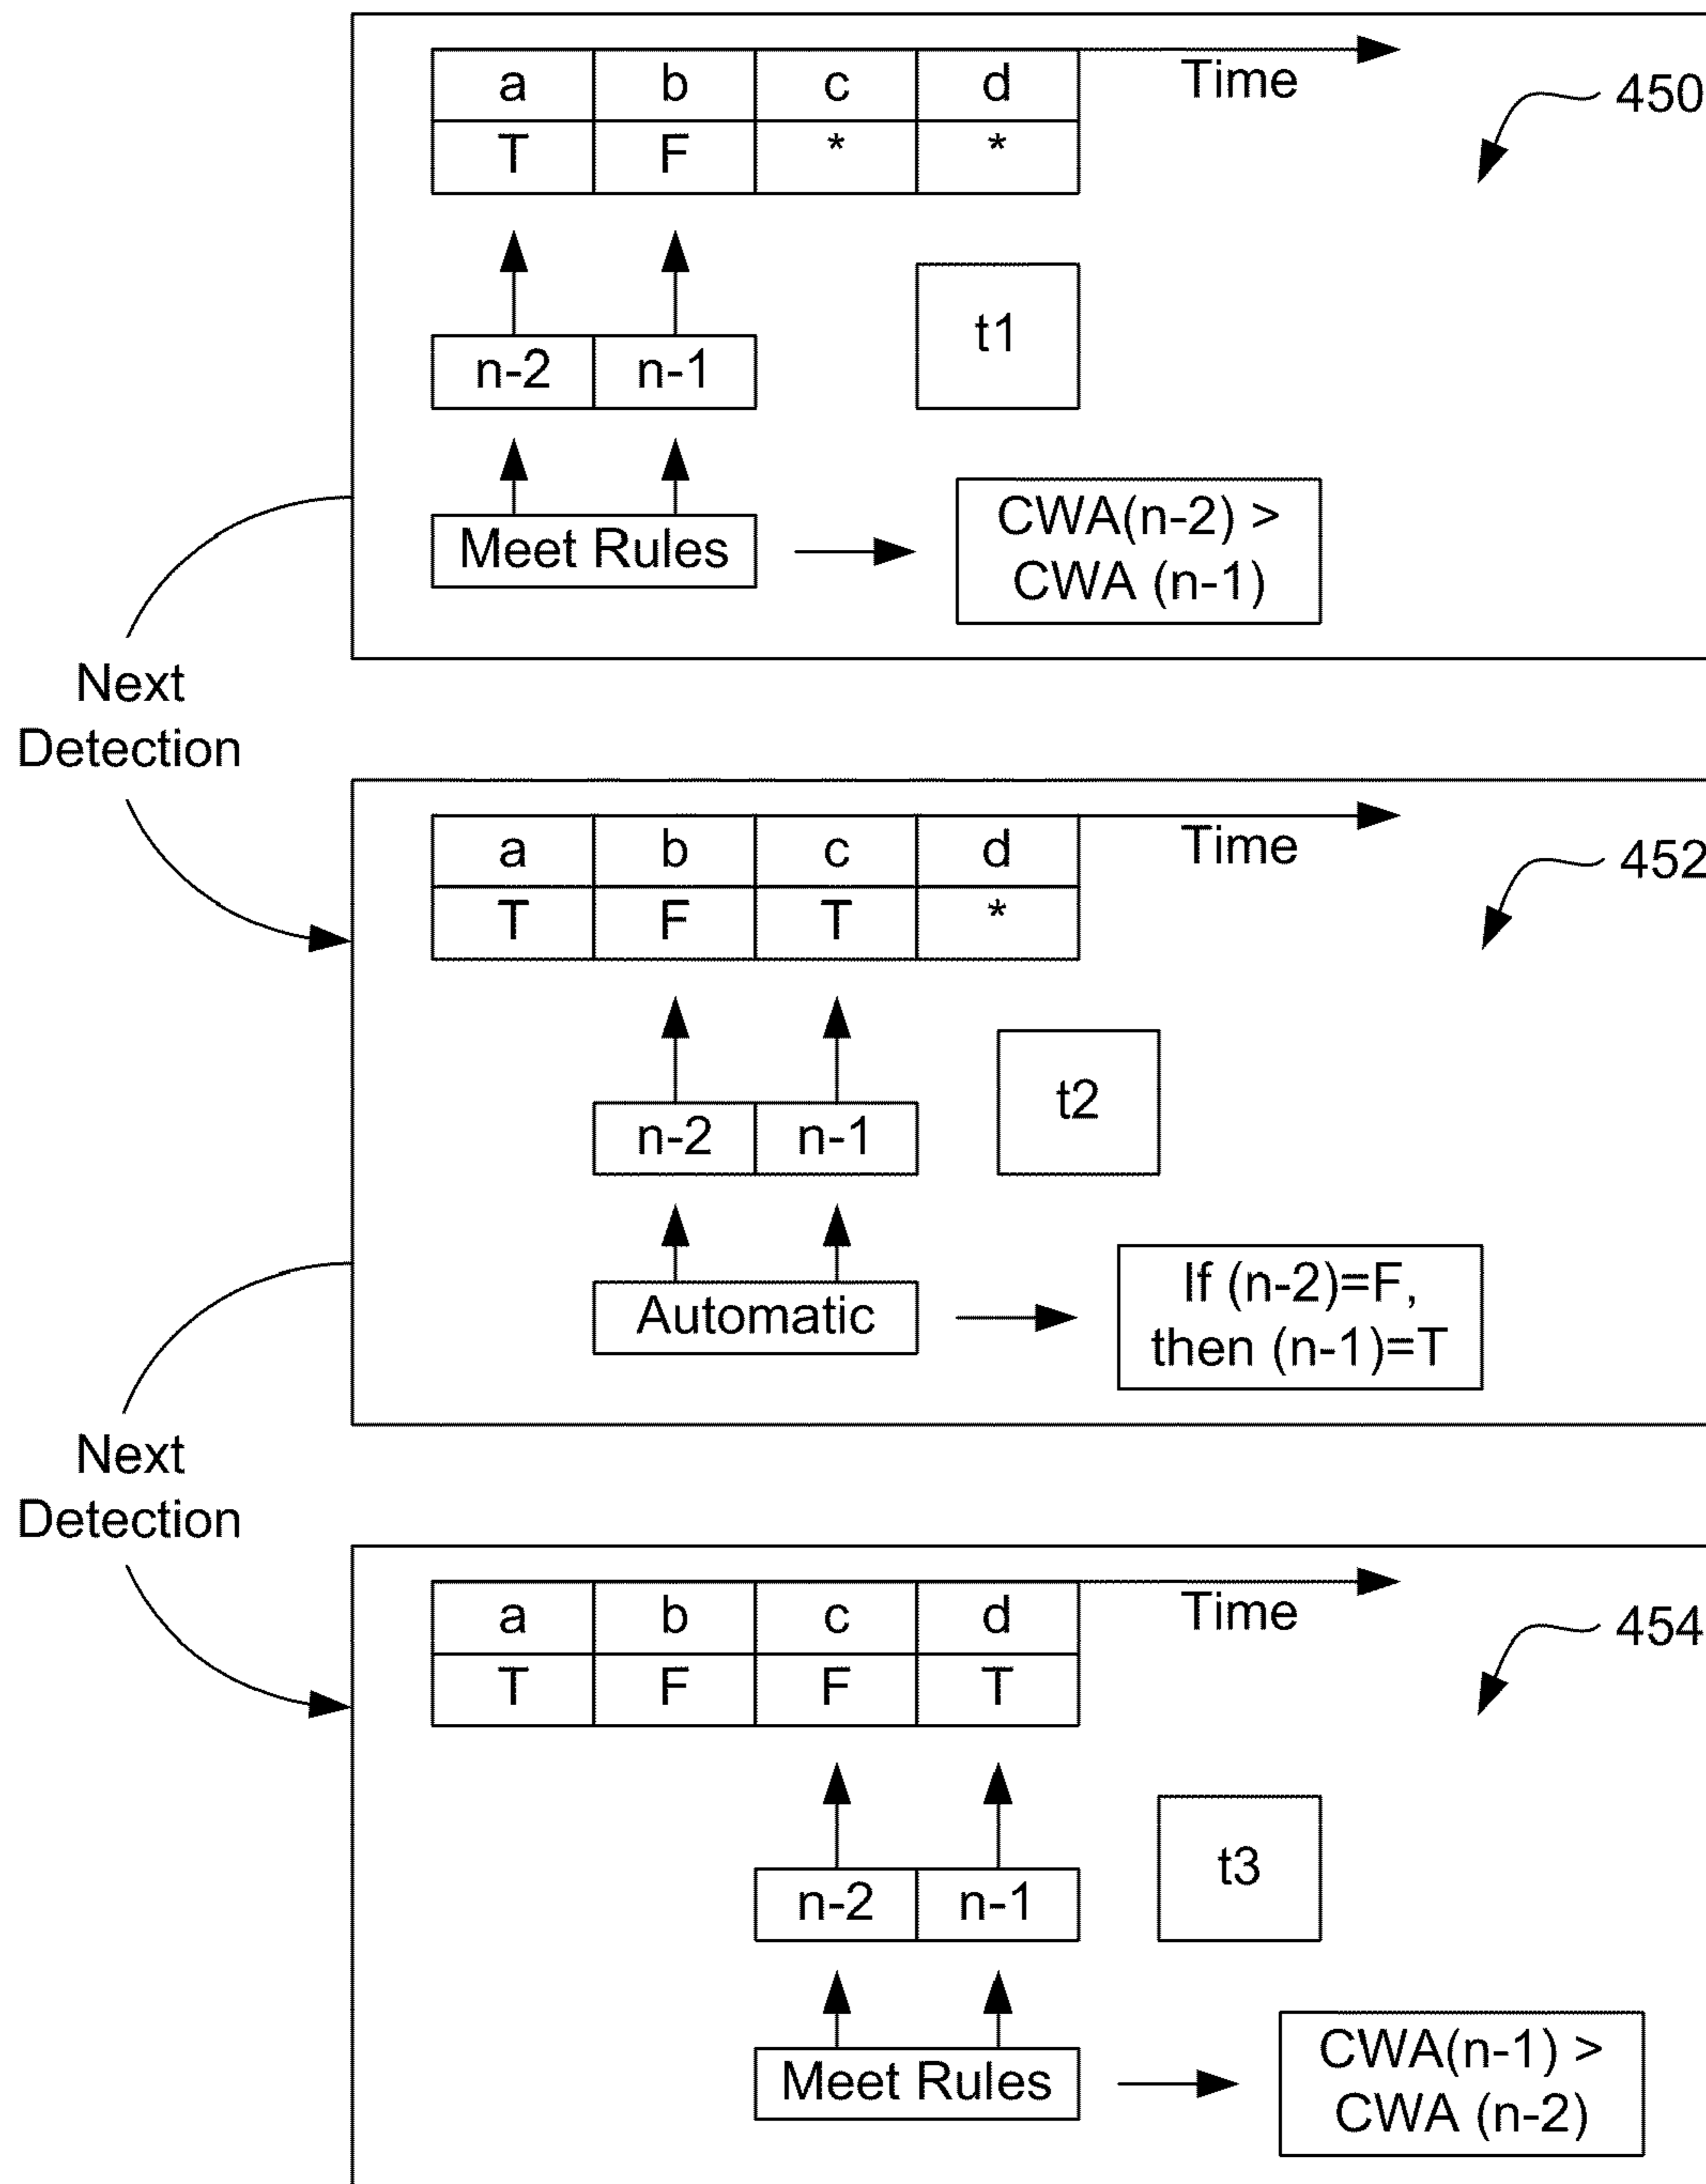 a b c d
Time
450
T F * *
t1
n-2 n-1
CWA(n-2) >
Meet Rules
CWA (n-1)
Next
Detection
a b c d
Time
452
T F T *
t2
n-2 n-1
If (n-2)=F,
Automatic
then (n-1)=T
Next
Detection
a b c d
Time
454
T F F T
t3
n-2 n-1
CWA(n-1) >
Meet Rules
CWA (n-2)